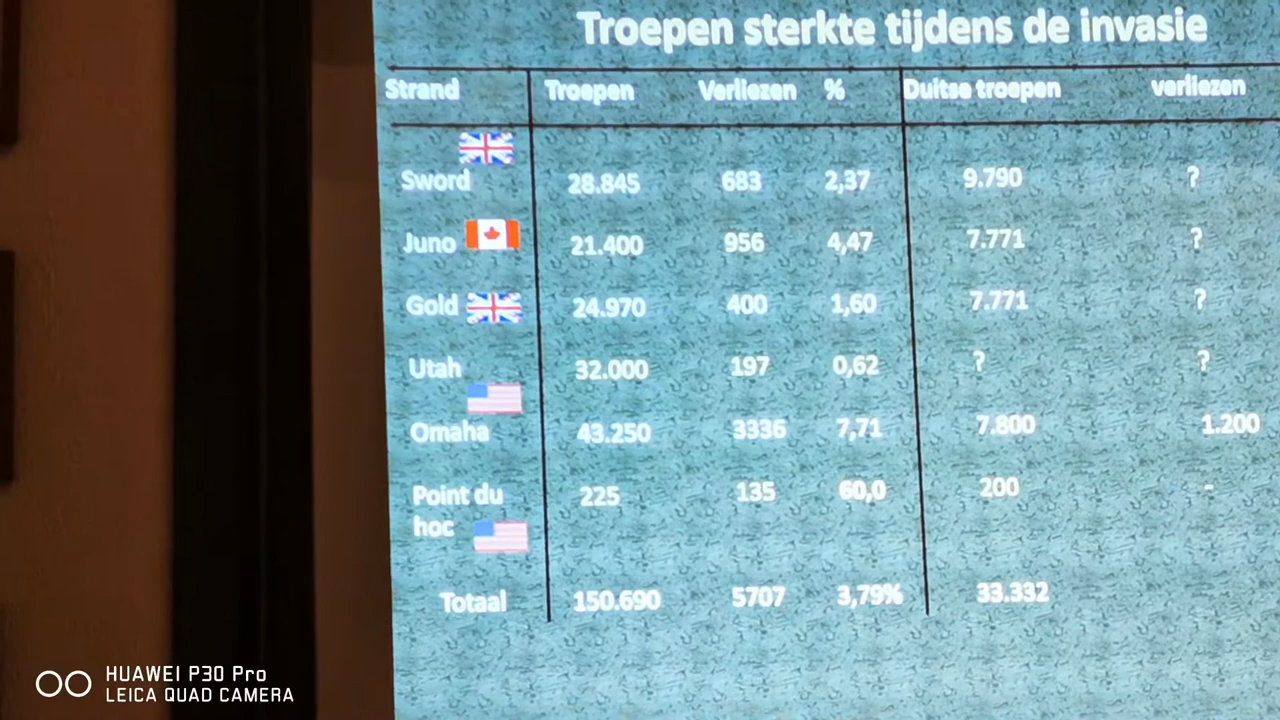 Troepen sterkte tijdens de invasie
Strand Troepen Verliezen % Duitse troepen verliezen
Sword 28.845 683 2,37 9.790 ?
Juno 21.400 956 4,47 7.771 ?
Gold 24.970 400 1,60 7.771 ?
Utah 32.000 197 0,62 ? ?
Omaha 43.250 3336 7,71 7.800 1.200
Point du 225 135 60,0 200 -
hoc
Totaal 150.690 5707 3,79% 33.332
HUAWEI P30 Pro
LEICA QUAD CAMERA